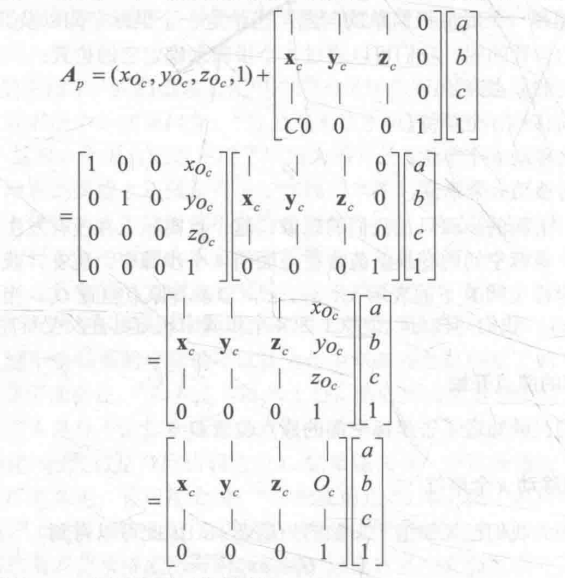 A_p = (x_{O_c}, y_{O_c}, z_{O_c}, 1) + \begin{bmatrix} | & | & | & 0 \\ \mathbf{x}_c & \mathbf{y}_c & \mathbf{z}_c & 0 \\ | & | & | & 0 \\ C0 & 0 & 0 & 1 \end{bmatrix} \begin{bmatrix} a \\ b \\ c \\ 1 \end{bmatrix}
= \begin{bmatrix} 1 & 0 & 0 & x_{O_c} \\ 0 & 1 & 0 & y_{O_c} \\ 0 & 0 & 0 & z_{O_c} \\ 0 & 0 & 0 & 1 \end{bmatrix} \begin{bmatrix} | & | & | & 0 \\ \mathbf{x}_c & \mathbf{y}_c & \mathbf{z}_c & 0 \\ | & | & | & 0 \\ 0 & 0 & 0 & 1 \end{bmatrix} \begin{bmatrix} a \\ b \\ c \\ 1 \end{bmatrix}
= \begin{bmatrix} | & | & | & x_{O_c} \\ \mathbf{x}_c & \mathbf{y}_c & \mathbf{z}_c & y_{O_c} \\ | & | & | & z_{O_c} \\ 0 & 0 & 0 & 1 \end{bmatrix} \begin{bmatrix} a \\ b \\ c \\ 1 \end{bmatrix}
= \begin{bmatrix} | & | & | & | \\ \mathbf{x}_c & \mathbf{y}_c & \mathbf{z}_c & O_c \\ | & | & | & | \\ 0 & 0 & 0 & 1 \end{bmatrix} \begin{bmatrix} a \\ b \\ c \\ 1 \end{bmatrix}